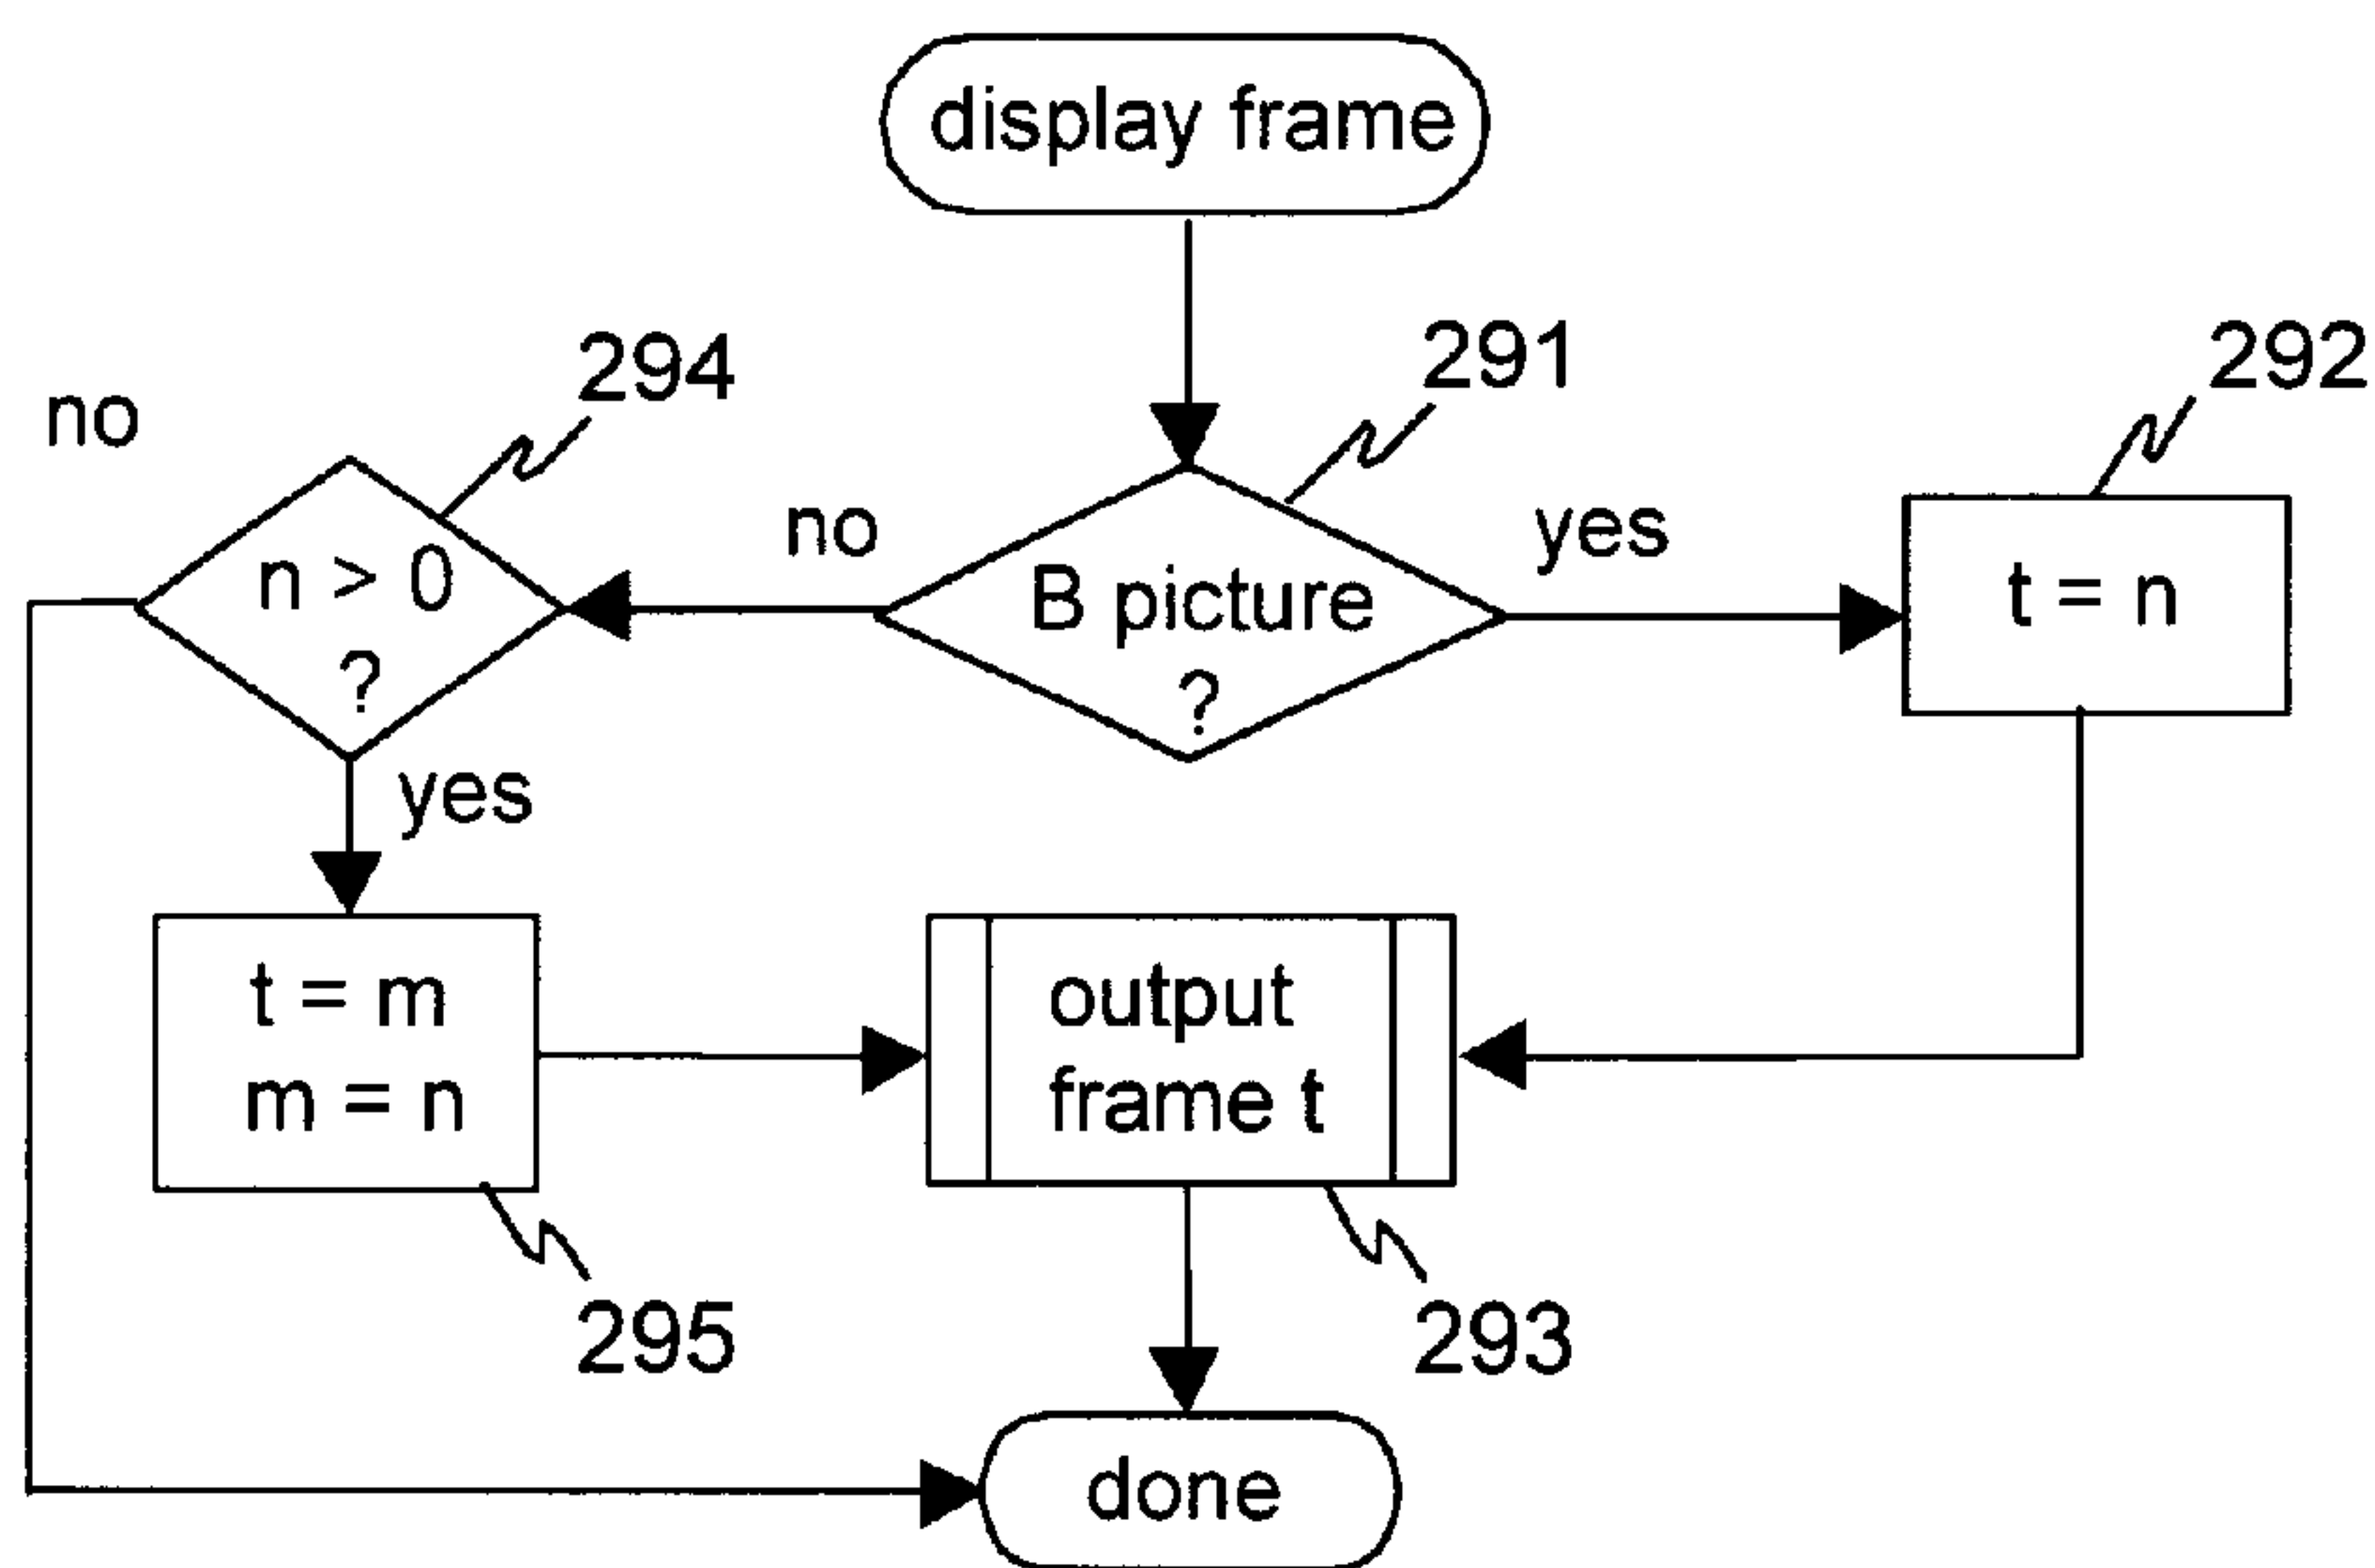 display frame
294
291
292
no
no
yes
n > 0
?
B picture
?
t = n
yes
t = m
m = n
output
frame t
295
293
done